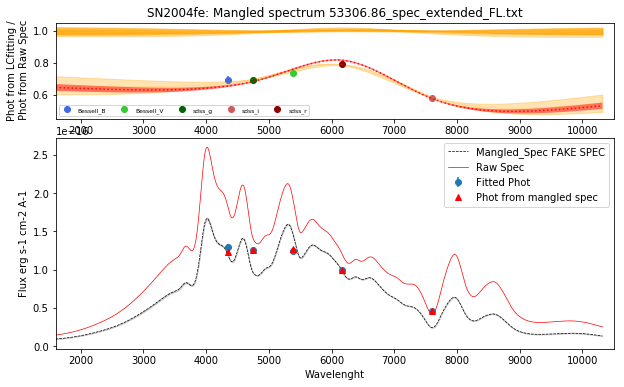 SN2004fe: Mangled spectrum 53306.86_spec_extended_FL.txt
Phot from LCfitting /
Phot from Raw Spec
1.0
0.8
0.6
Bessell_B
Bessell_V
sdss_g
sdss_i
sdss_r
2000 3000 4000 5000 6000 7000 8000 9000 10000
Flux erg s-1 cm-2 A-1
2.5
2.0
1.5
1.0
0.5
0.0
Mangled_Spec FAKE SPEC
Raw Spec
Fitted Phot
Phot from mangled spec
2000 3000 4000 5000 6000 7000 8000 9000 10000
Wavelenght